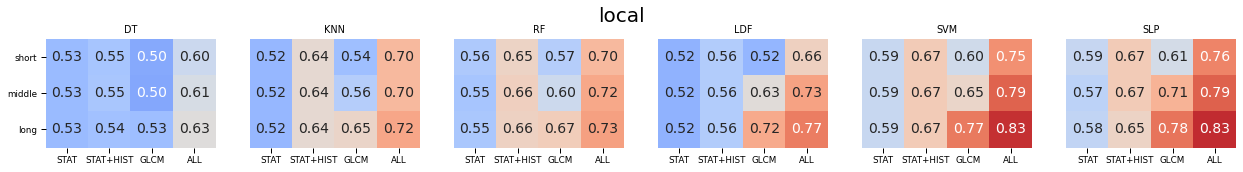 local
DT KNN RF LDF SVM SLP
short 0.53 0.55 0.50 0.60 0.52 0.64 0.54 0.70 0.56 0.65 0.57 0.70 0.52 0.56 0.52 0.66 0.59 0.67 0.60 0.75 0.59 0.67 0.61 0.76
middle 0.53 0.55 0.50 0.61 0.52 0.64 0.56 0.70 0.55 0.66 0.60 0.72 0.52 0.56 0.63 0.73 0.59 0.67 0.65 0.79 0.57 0.67 0.71 0.79
long 0.53 0.54 0.53 0.63 0.52 0.64 0.65 0.72 0.55 0.66 0.67 0.73 0.52 0.56 0.72 0.77 0.59 0.67 0.77 0.83 0.58 0.65 0.78 0.83
STAT STAT+HIST GLCM ALL STAT STAT+HIST GLCM ALL STAT STAT+HIST GLCM ALL STAT STAT+HIST GLCM ALL STAT STAT+HIST GLCM ALL STAT STAT+HIST GLCM ALL